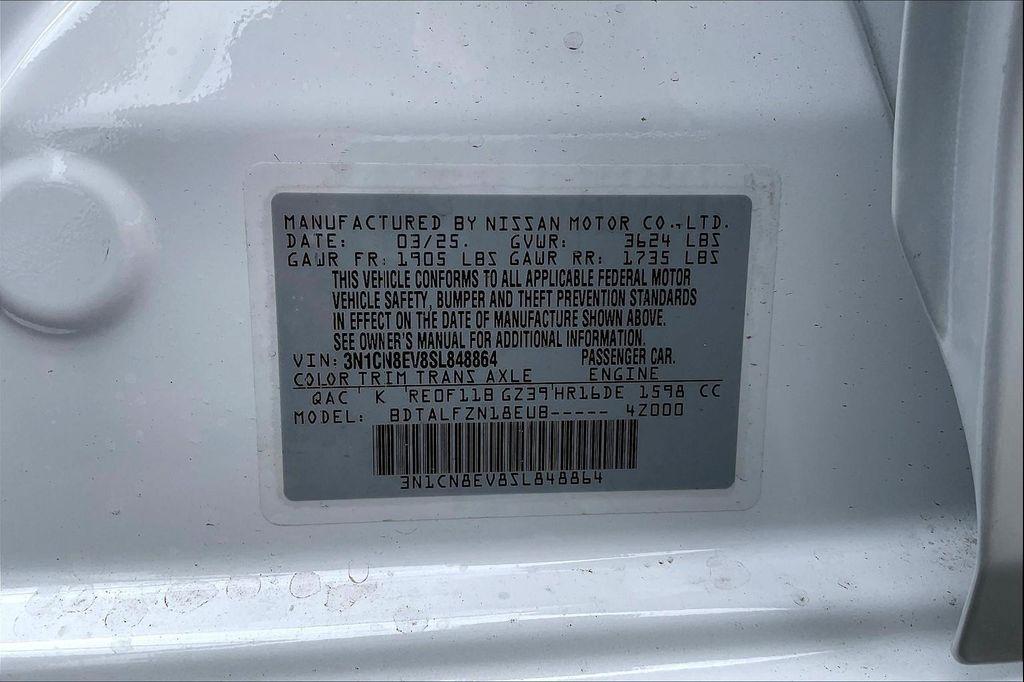 MANUFACTURED BY NISSAN MOTOR CO.,LTD.
DATE: 03/25. GVWR: 3624 LBS
GAWR FR: 1905 LBS GAWR RR: 1735 LBS
THIS VEHICLE CONFORMS TO ALL APPLICABLE FEDERAL MOTOR
VEHICLE SAFETY, BUMPER AND THEFT PREVENTION STANDARDS
IN EFFECT ON THE DATE OF MANUFACTURE SHOWN ABOVE.
SEE OWNER'S MANUAL FOR ADDITIONAL INFORMATION.
VIN: 3N1CN8EV8SL848864 PASSENGER CAR.
COLOR TRIM TRANS AXLE ENGINE
QAC K RE0F11B GZ39 HR16DE 1598 CC
MODEL: BDTALFZN18EUB----- 4Z000
3N1CN8EV8SL848864